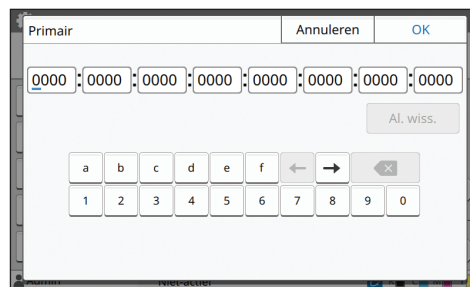 Primair Annuleren OK
0000 : 0000 : 0000 : 0000 : 0000 : 0000 : 0000 : 0000
Al. wiss.
a b c d e f ← →
1 2 3 4 5 6 7 8 9 0
Admin Niet-actief